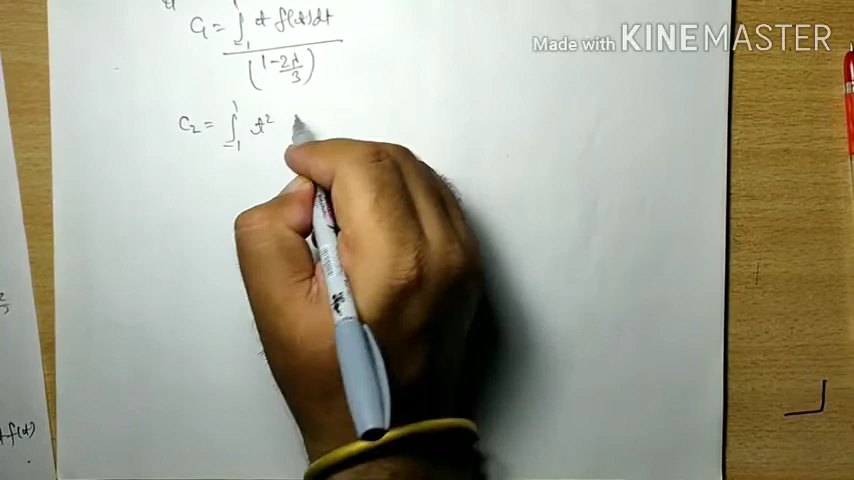 Made with KINEMASTER
C₁ = ∫₋₁¹ t f(t) dt
(1 - 2λ/3)
C₂ = ∫₋₁¹ t²
t f(t)